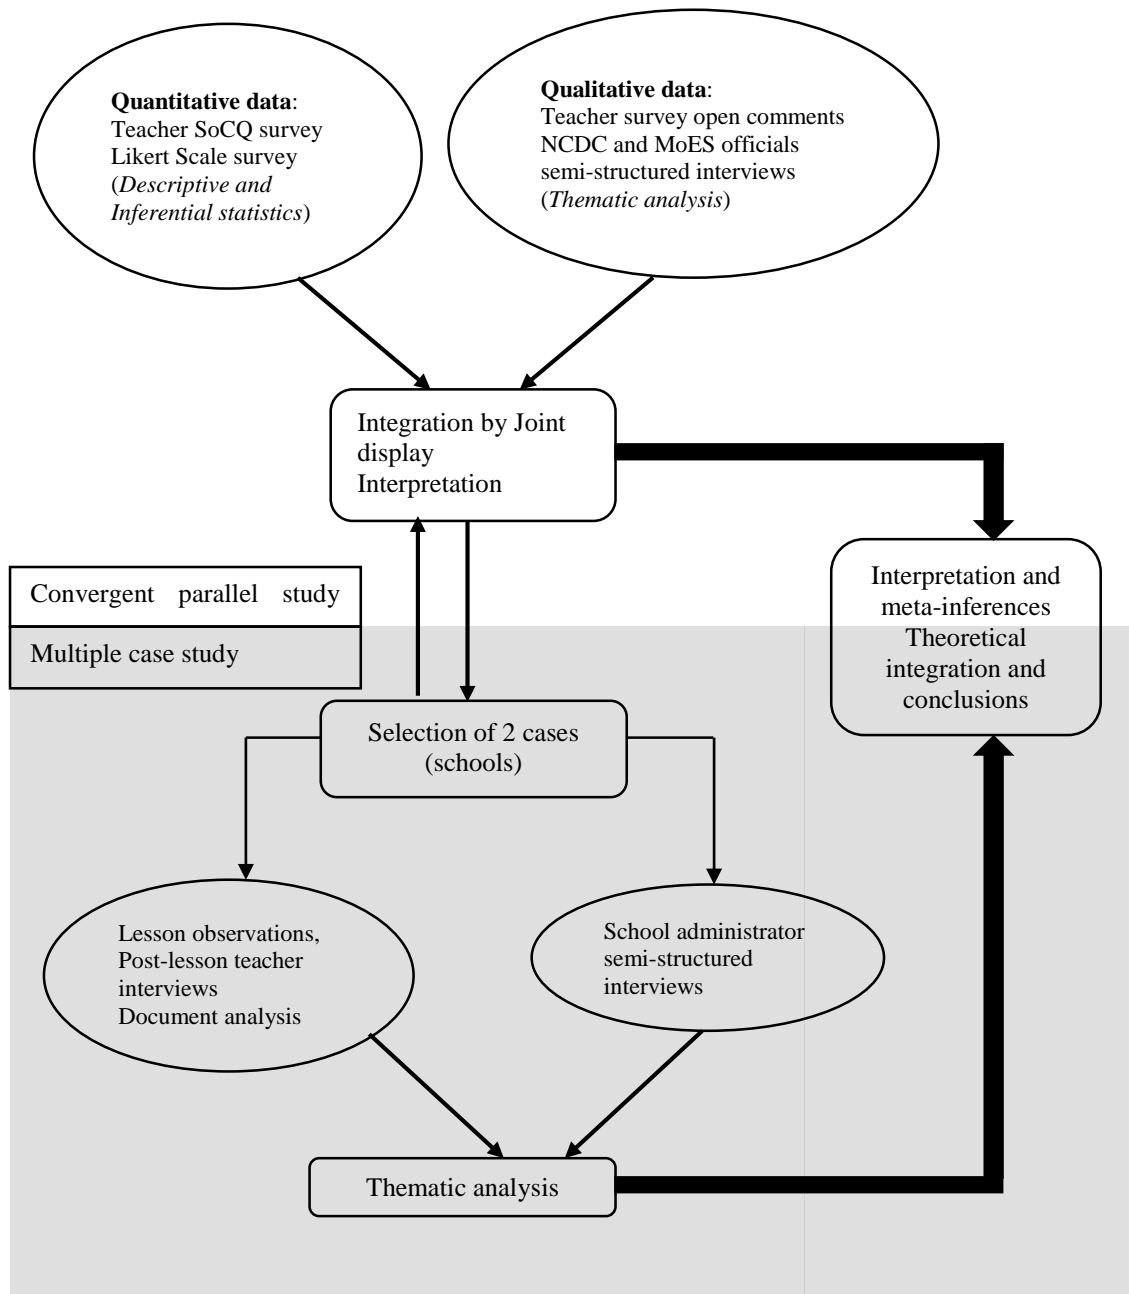 Quantitative data:
Teacher SoCQ survey
Likert Scale survey
(Descriptive and
Inferential statistics)
Qualitative data:
Teacher survey open comments
NCDC and MoES officials
semi-structured interviews
(Thematic analysis)
Integration by Joint
display
Interpretation
Convergent parallel study
Multiple case study
Interpretation and
meta-inferences
Theoretical
integration and
conclusions
Selection of 2 cases
(schools)
Lesson observations,
Post-lesson teacher
interviews
Document analysis
School administrator
semi-structured
interviews
Thematic analysis